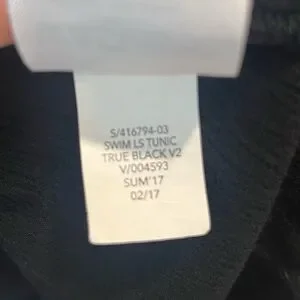 S/416794-03
SWIM LS TUNIC
TRUE BLACK V2
V/004593
SUM'17
02/17